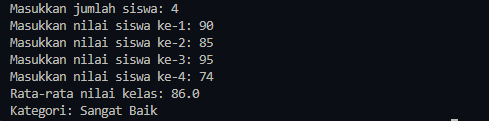 Masukkan jumlah siswa: 4
Masukkan nilai siswa ke-1: 90
Masukkan nilai siswa ke-2: 85
Masukkan nilai siswa ke-3: 95
Masukkan nilai siswa ke-4: 74
Rata-rata nilai kelas: 86.0
Kategori: Sangat Baik